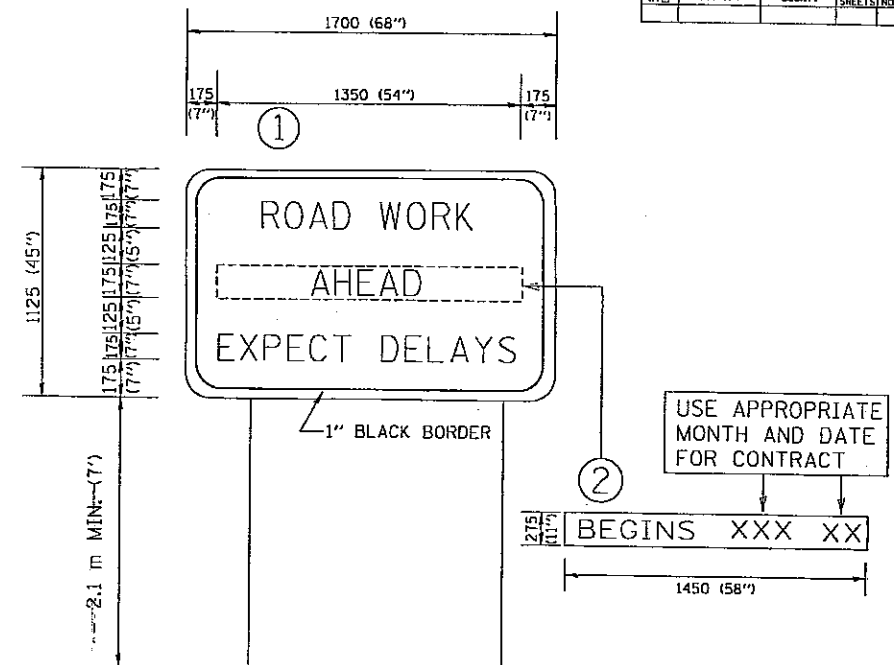 1700 (68")
175 (7")
1350 (54")
175 (7")
1
1125 (45")
175 (7")
175 (7")
125 (5")
175 (7")
125 (5")
175 (7")
175 (7")
ROAD WORK
AHEAD
EXPECT DELAYS
1" BLACK BORDER
2.1 m MIN. (7')
USE APPROPRIATE
MONTH AND DATE
FOR CONTRACT
2
275 (11")
BEGINS XXX XX
1450 (58")